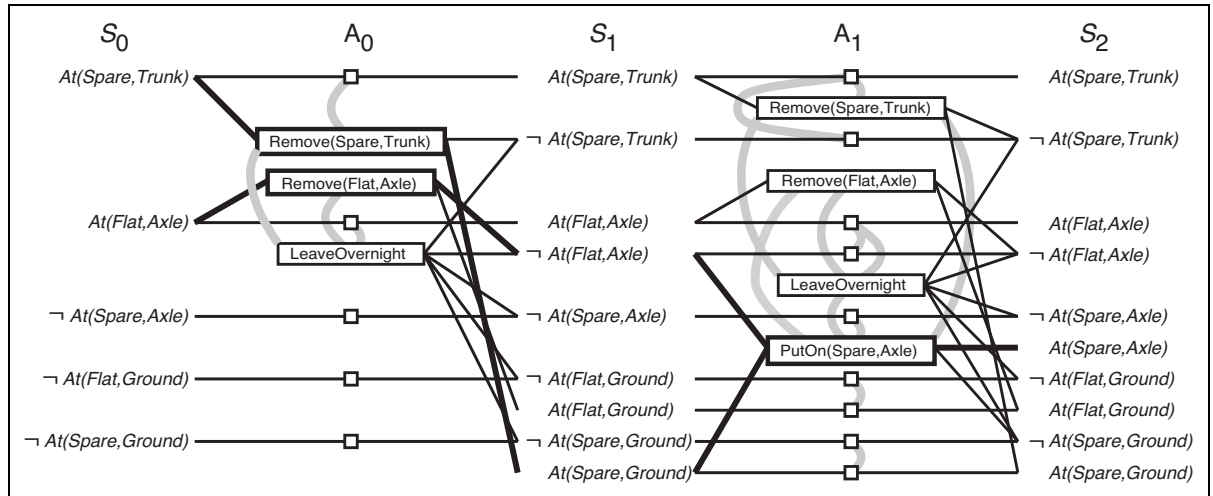 S0 A0 S1 A1 S2
At(Spare,Trunk) At(Spare,Trunk) At(Spare,Trunk)
Remove(Spare,Trunk)
Remove(Spare,Trunk) ¬ At(Spare,Trunk) ¬ At(Spare,Trunk)
Remove(Flat,Axle) Remove(Flat,Axle)
At(Flat,Axle) At(Flat,Axle) At(Flat,Axle)
LeaveOvernight ¬ At(Flat,Axle) ¬ At(Flat,Axle)
LeaveOvernight
¬ At(Spare,Axle) ¬ At(Spare,Axle) ¬ At(Spare,Axle)
PutOn(Spare,Axle) At(Spare,Axle)
¬ At(Flat,Ground) ¬ At(Flat,Ground) ¬ At(Flat,Ground)
At(Flat,Ground) At(Flat,Ground)
¬ At(Spare,Ground) ¬ At(Spare,Ground) ¬ At(Spare,Ground)
At(Spare,Ground) At(Spare,Ground)